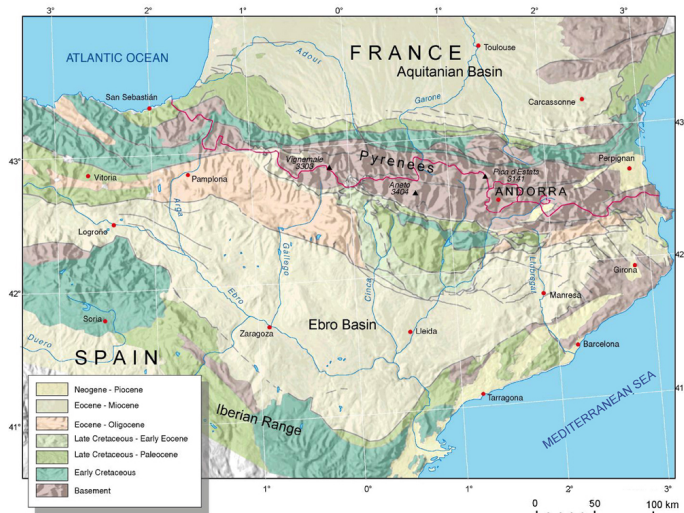 3°
2°
1°
0°
1°
2°
3°
ATLANTIC OCEAN
FRANCE
Aquitanian Basin
Toulouse
Adour
Garone
San Sebastián
Carcassonne
43°
43°
Pyrenees
Vignemale
3303
Aneto
3404
Pica d'Estats
3141
ANDORRA
Perpignan
Vitoria
Pamplona
Arga
Logroño
Gallego
Cinca
Llobregat
42°
42°
Girona
Manresa
Soria
Ebro
Zaragoza
Ebro Basin
Lleida
Barcelona
Duero
SPAIN
Tarragona
Iberian Range
MEDITERRANEAN SEA
41°
41°
Neogene - Piocene
Eocene - Miocene
Eocene - Oligocene
Late Cretaceous - Early Eocene
Late Cretaceous - Paleocene
Early Cretaceous
Basement
1°
0°
1°
2°
3°
0 50 100 km